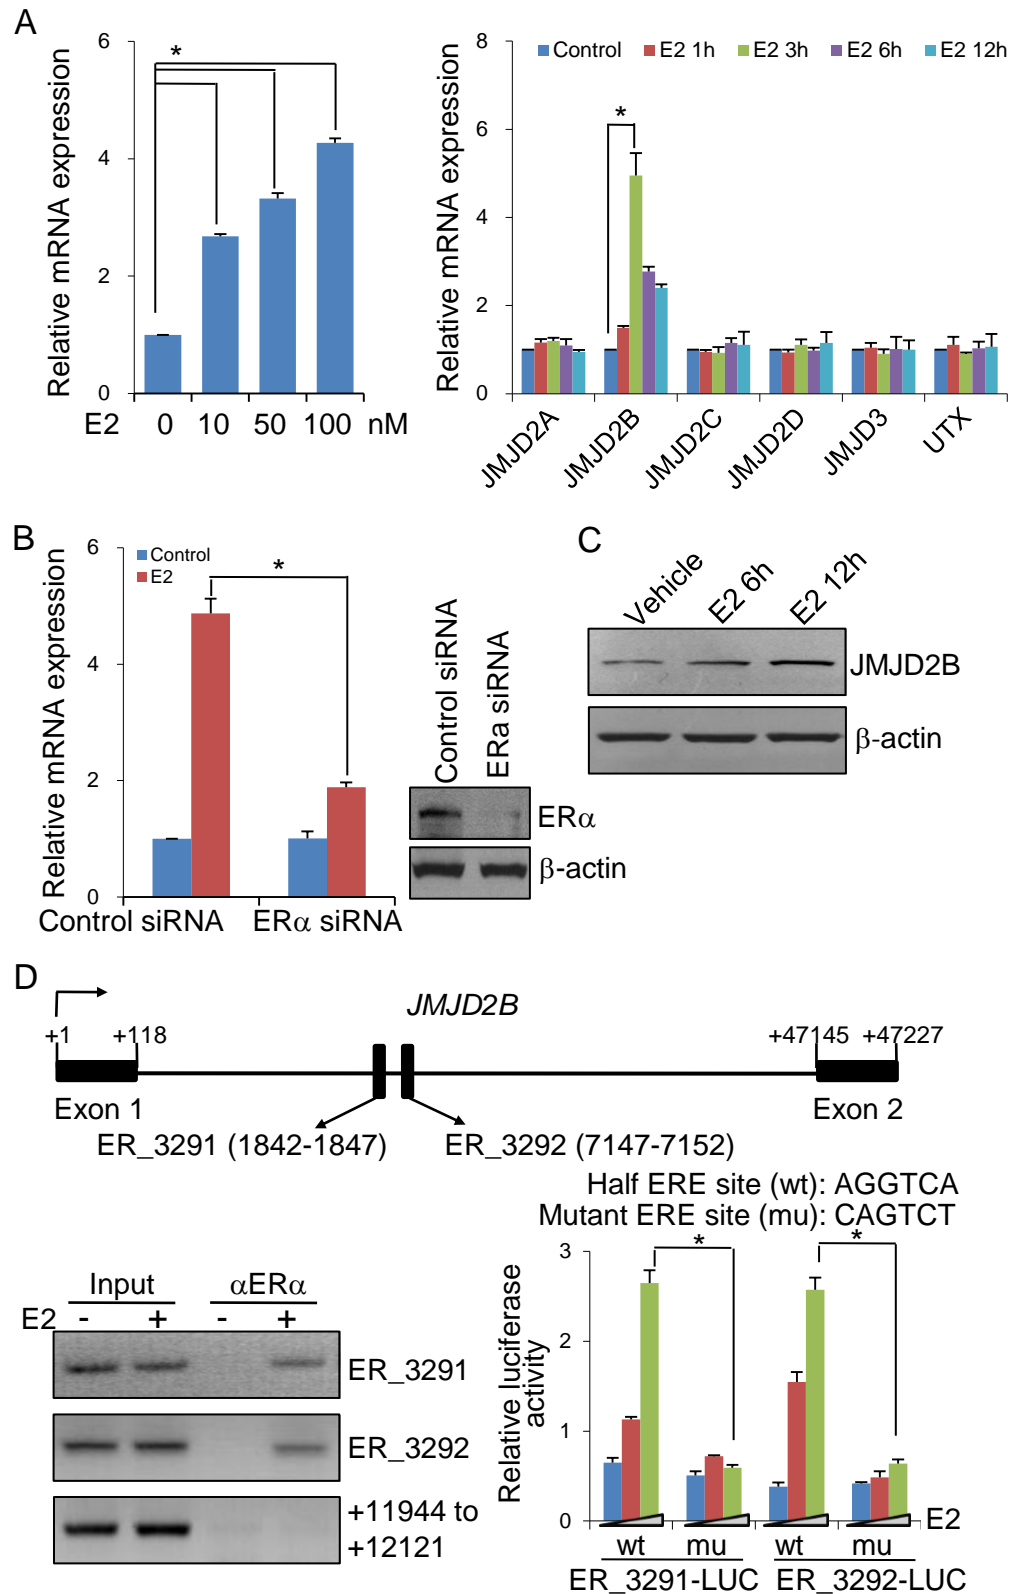 A
Relative mRNA expression
6
4
2
0
*
E2 0 10 50 100 nM
Relative mRNA expression
8
6
4
2
0
Control E2 1h E2 3h E2 6h E2 12h
*
JMJD2A
JMJD2B
JMJD2C
JMJD2D
JMJD3
UTX
B
Relative mRNA expression
6
4
2
0
Control
E2
*
Control siRNA ERα siRNA
Control siRNA
ERa siRNA
ERα
β-actin
C
Vehicle
E2 6h
E2 12h
JMJD2B
β-actin
D
JMJD2B
+1 +118 +47145 +47227
Exon 1 Exon 2
ER_3291 (1842-1847) ER_3292 (7147-7152)
Half ERE site (wt): AGGTCA
Mutant ERE site (mu): CAGTCT
Input αERα
E2 - + - +
ER_3291
ER_3292
+11944 to
+12121
Relative luciferase
activity
3
2
1
0
* *
E2
wt mu wt mu
ER_3291-LUC ER_3292-LUC